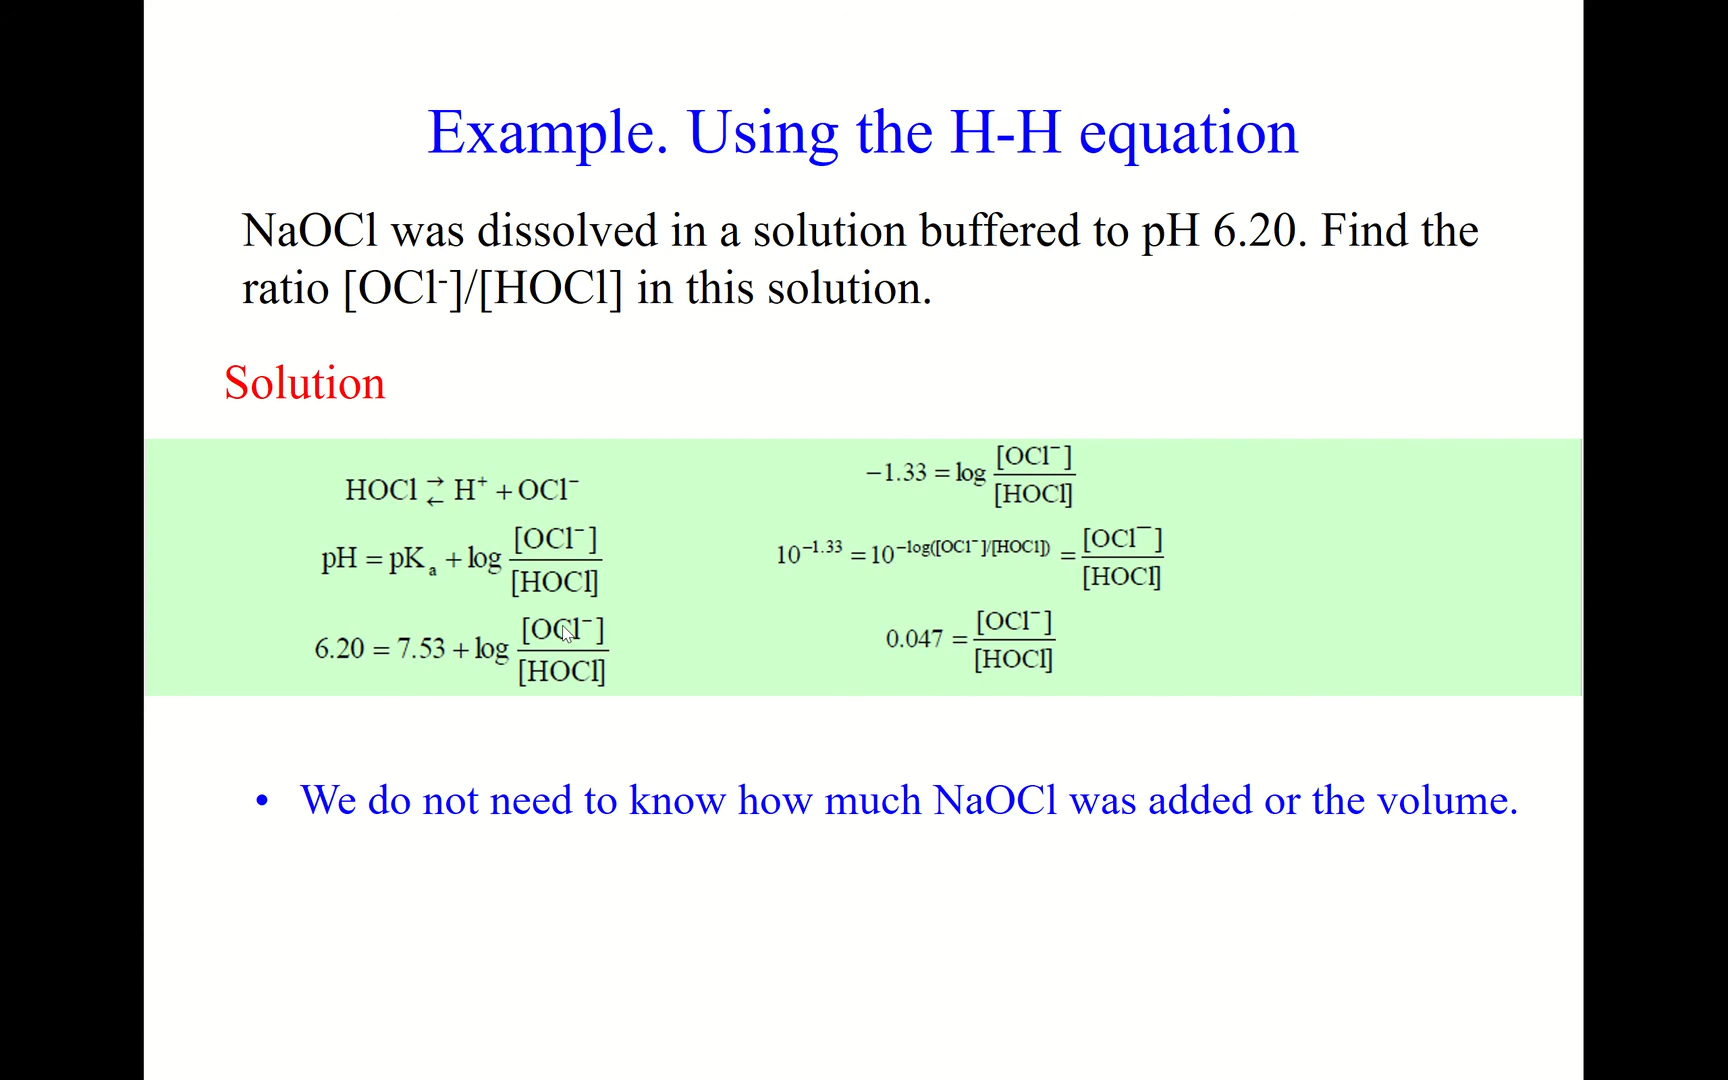 Example. Using the H-H equation
NaOCl was dissolved in a solution buffered to pH 6.20. Find the
ratio [OCl⁻]/[HOCl] in this solution.
Solution
HOCl ⇄ H⁺ + OCl⁻
pH = pKₐ + log [OCl⁻]/[HOCl]
6.20 = 7.53 + log [OCl⁻]/[HOCl]
−1.33 = log [OCl⁻]/[HOCl]
10^−1.33 = 10^−log([OCl⁻]/[HOCl]) = [OCl⁻]/[HOCl]
0.047 = [OCl⁻]/[HOCl]
• We do not need to know how much NaOCl was added or the volume.